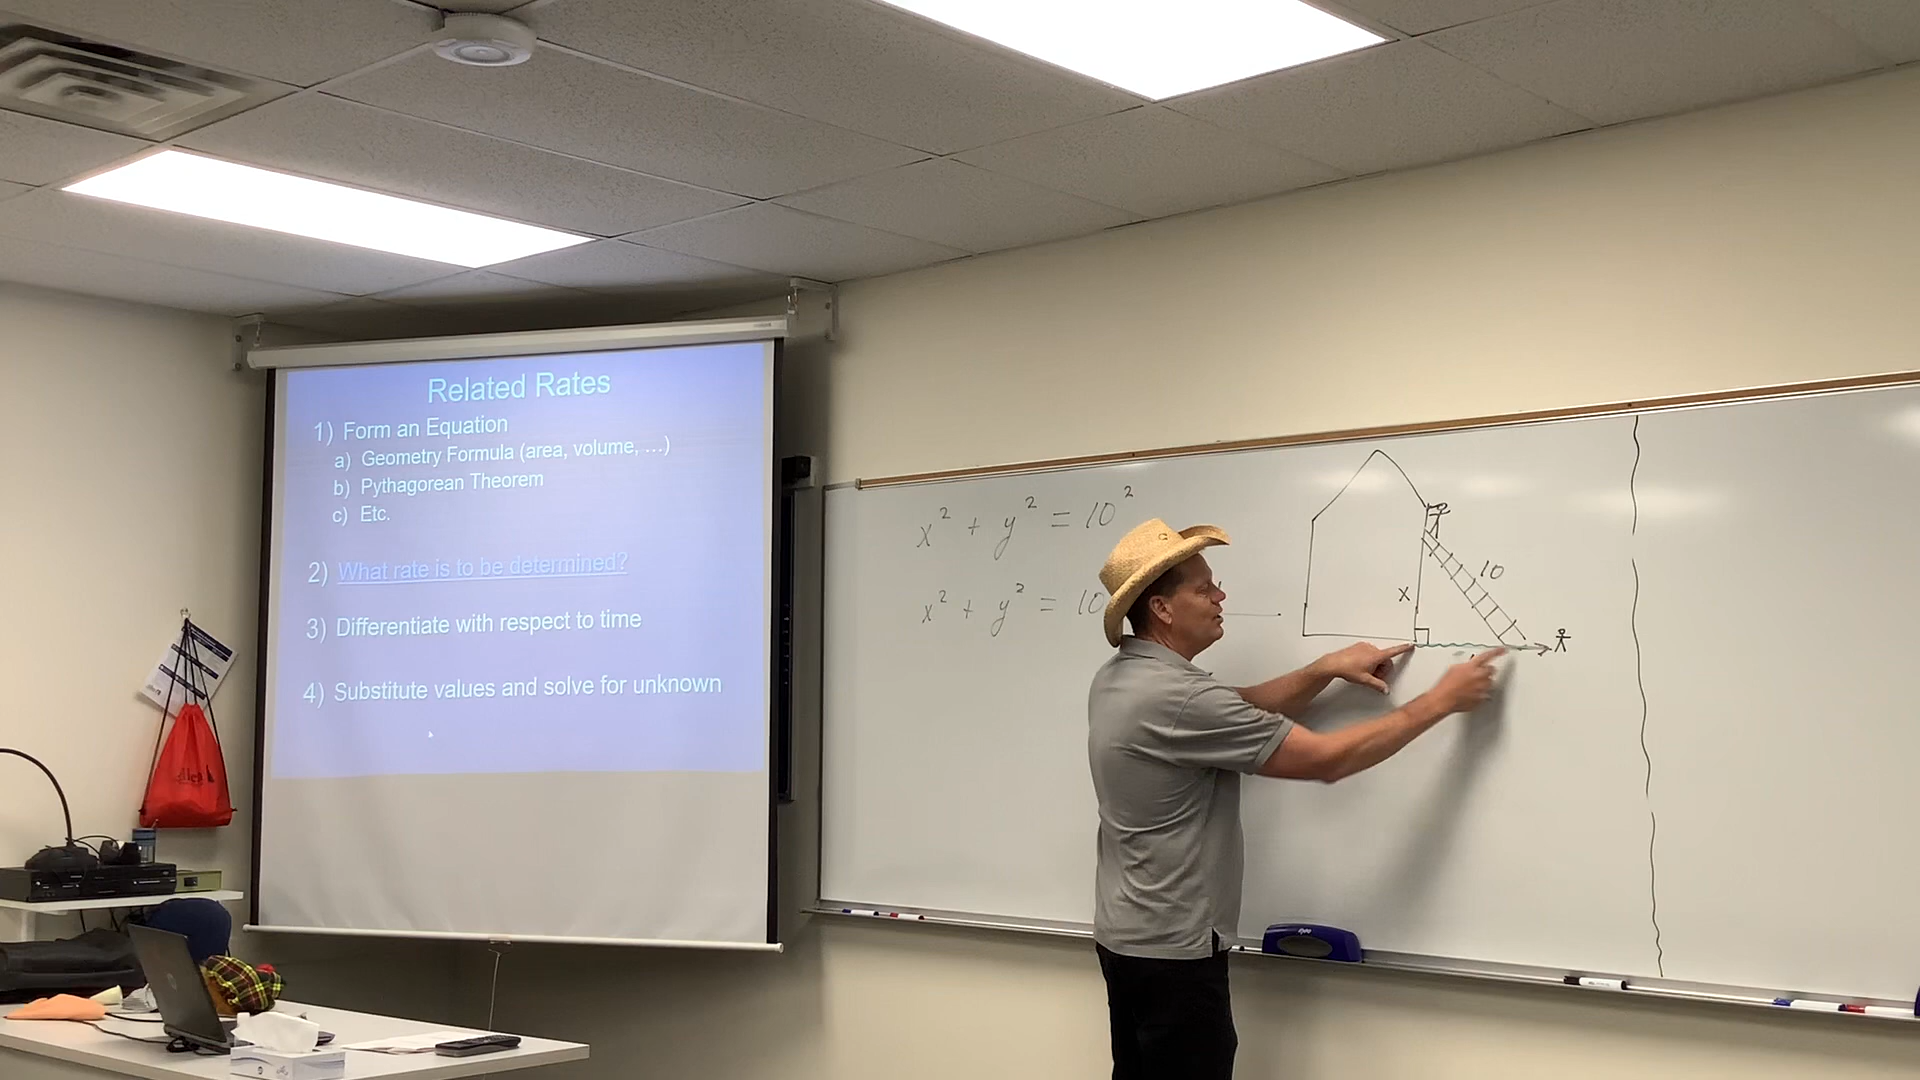 Related Rates
1) Form an Equation
a) Geometry Formula (area, volume, ...)
b) Pythagorean Theorem
c) Etc.
2) What rate is to be determined?
3) Differentiate with respect to time
4) Substitute values and solve for unknown
x² + y² = 10²
x² + y² = 10
10
x
expo